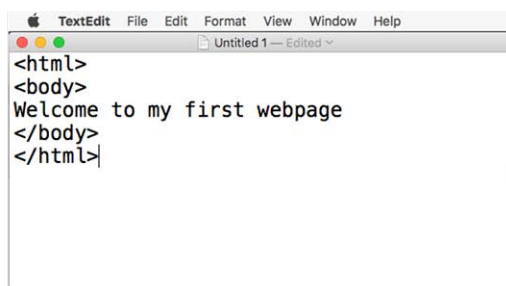 TextEdit File Edit Format View Window Help
Untitled 1 — Edited
<html>
<body>
Welcome to my first webpage
</body>
</html>